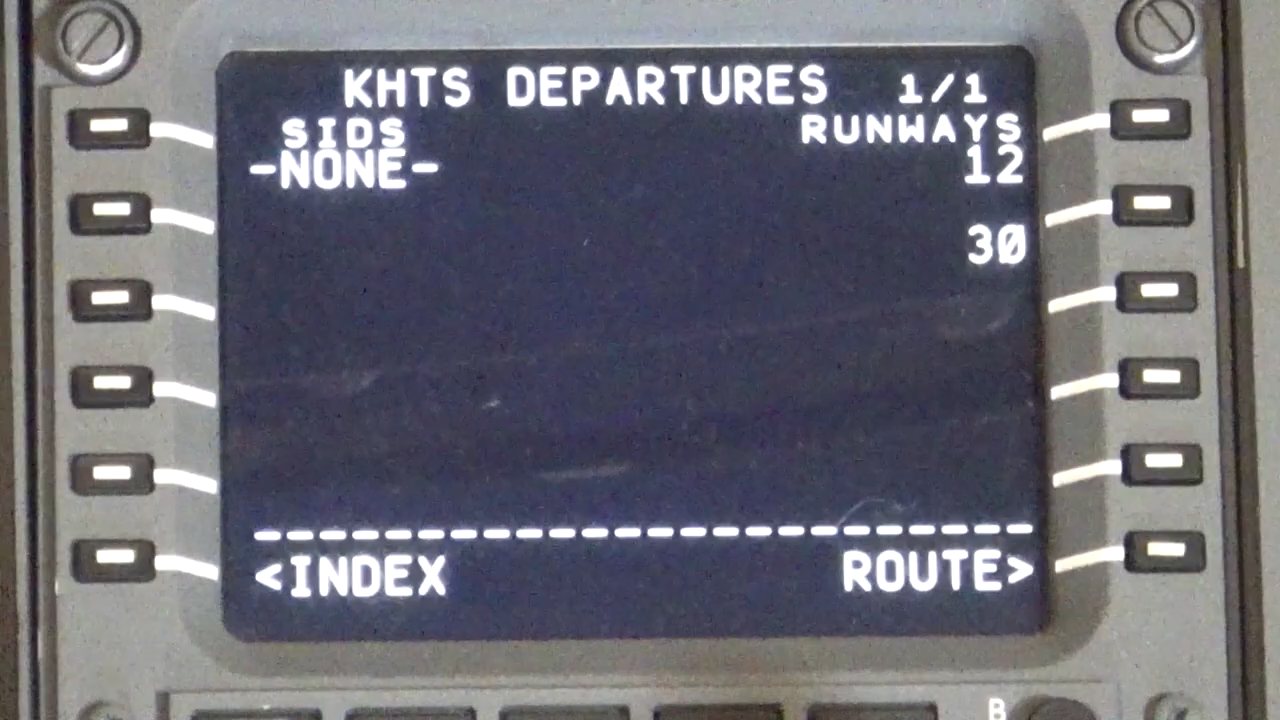 KHTS DEPARTURES 1/1
SIDS RUNWAYS
-NONE- 12
30
<INDEX ROUTE>
B